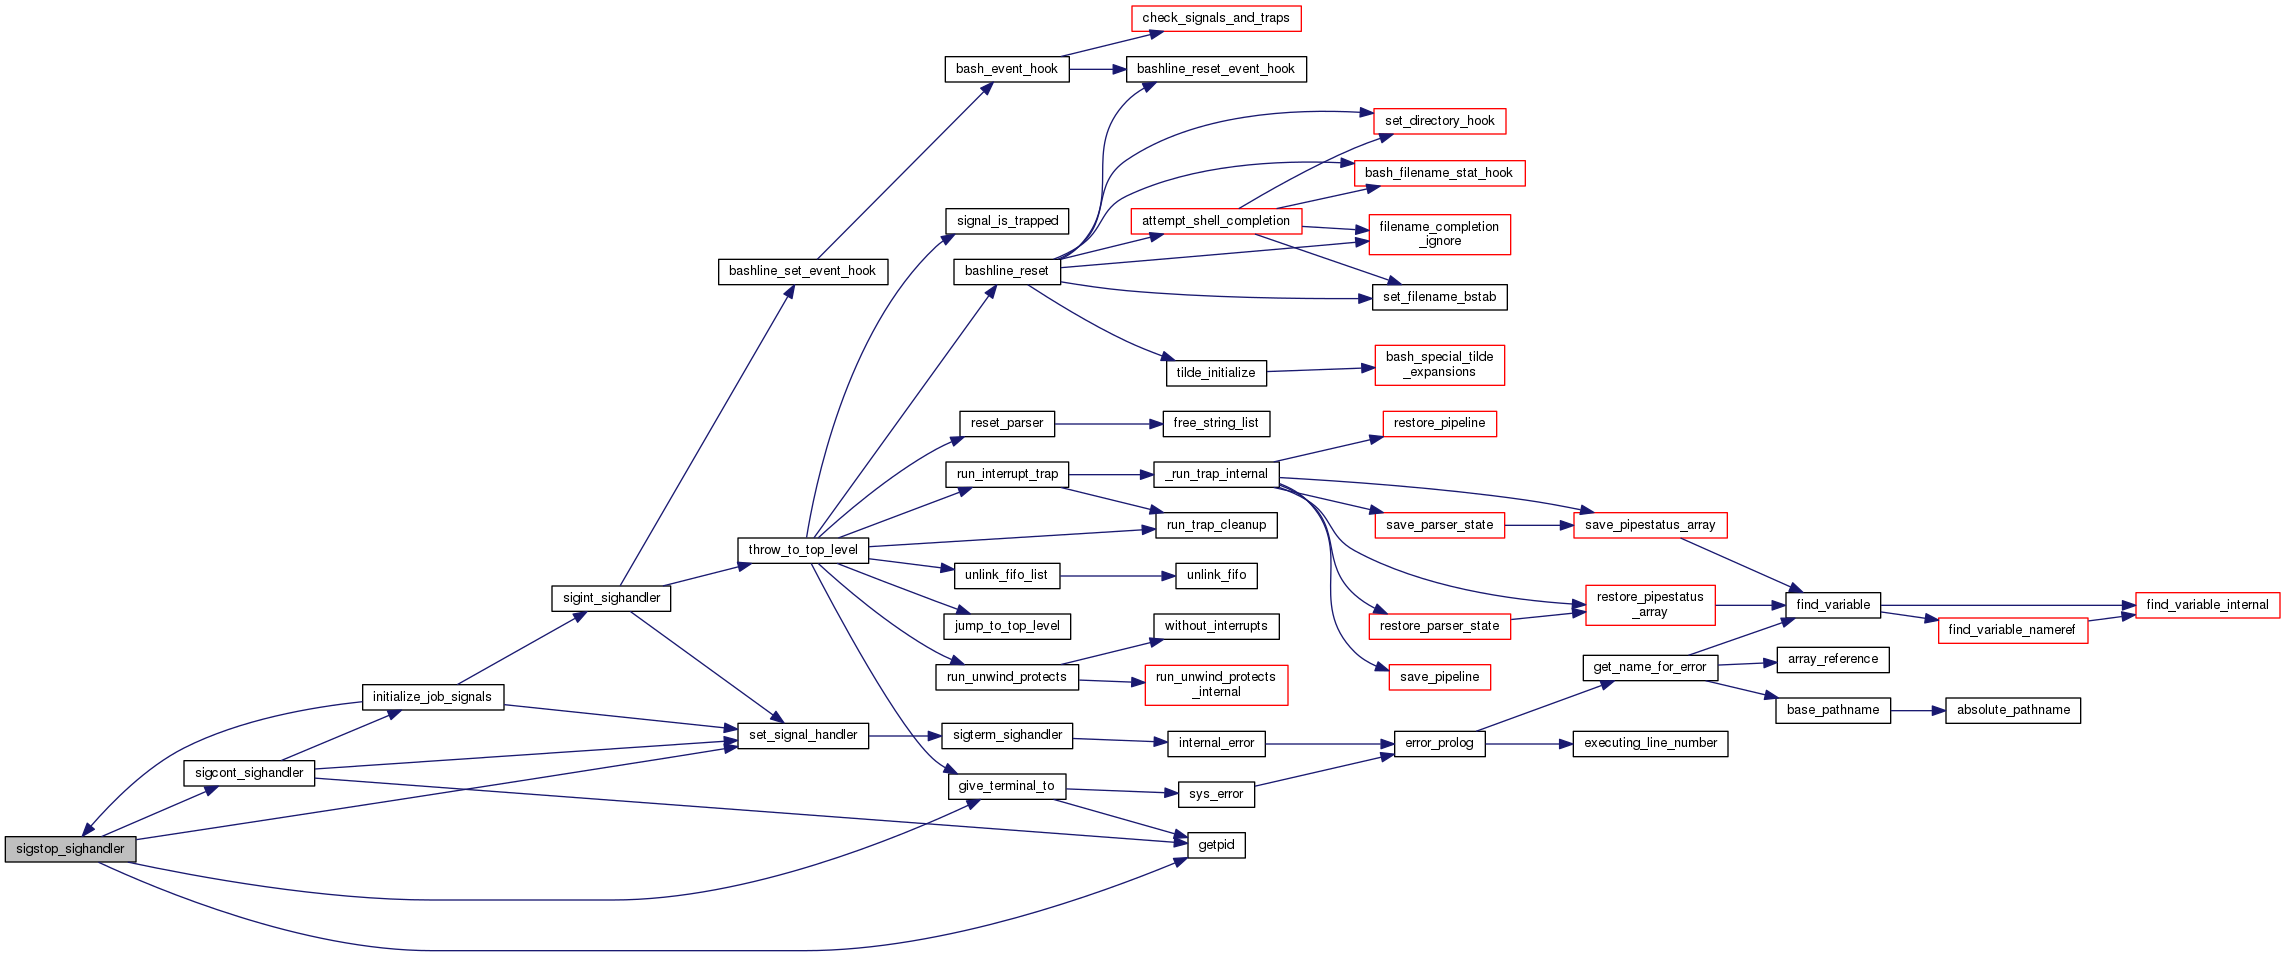 check_signals_and_traps
bash_event_hook
bashline_reset_event_hook
set_directory_hook
bash_filename_stat_hook
signal_is_trapped
attempt_shell_completion
filename_completion
_ignore
bashline_set_event_hook
bashline_reset
set_filename_bstab
tilde_initialize
bash_special_tilde
_expansions
reset_parser
free_string_list
restore_pipeline
run_interrupt_trap
_run_trap_internal
run_trap_cleanup
save_parser_state
save_pipestatus_array
throw_to_top_level
unlink_fifo_list
unlink_fifo
sigint_sighandler
restore_pipestatus
_array
find_variable
find_variable_internal
jump_to_top_level
without_interrupts
restore_parser_state
find_variable_nameref
run_unwind_protects
run_unwind_protects
_internal
save_pipeline
get_name_for_error
array_reference
initialize_job_signals
base_pathname
absolute_pathname
set_signal_handler
sigterm_sighandler
internal_error
error_prolog
executing_line_number
sigcont_sighandler
give_terminal_to
sys_error
sigstop_sighandler
getpid